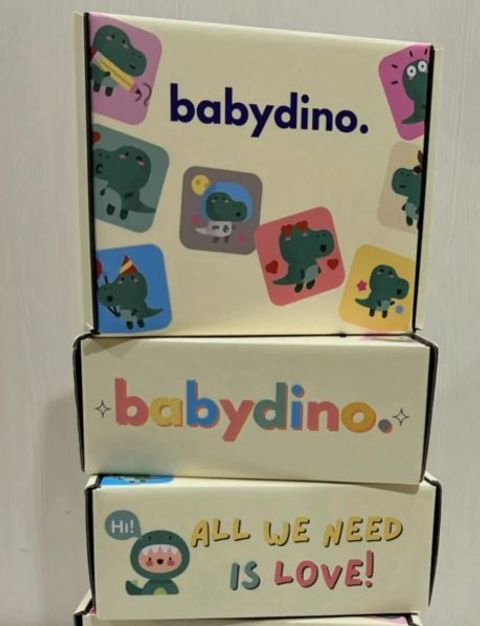 babydino.
babydino.
Hi!
ALL WE NEED
IS LOVE!